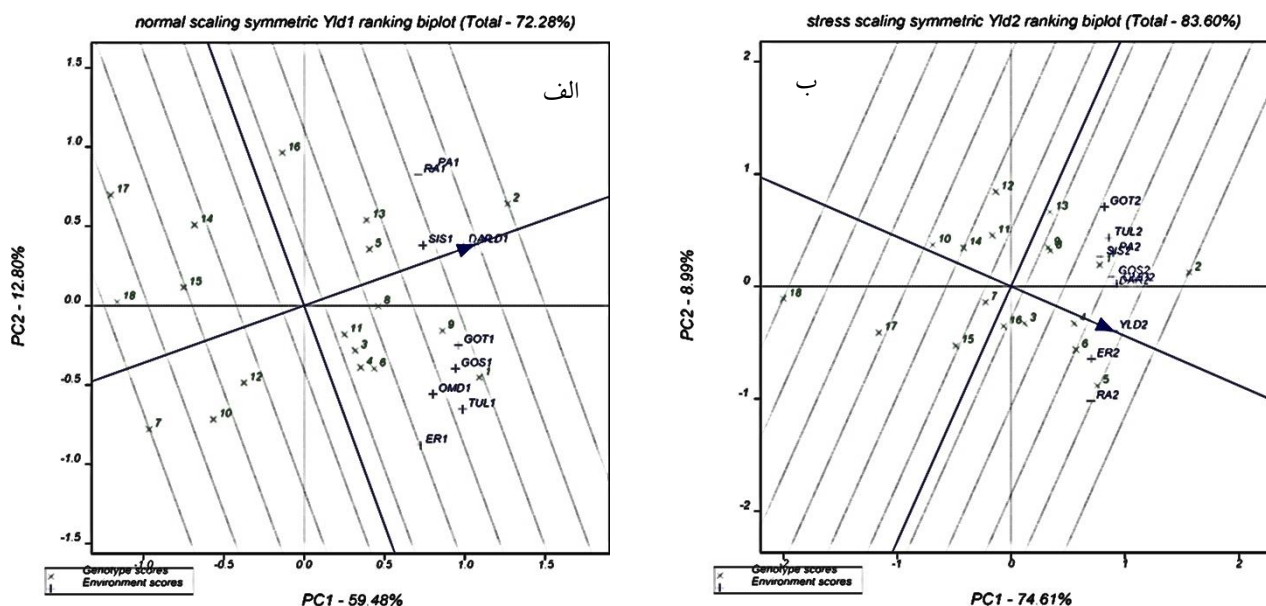 normal scaling symmetric Yld1 ranking biplot (Total - 72.28%)
الف
1.5
1.0
0.5
0.0
-0.5
-1.0
-1.5
PC2 - 12.80%
16
17
14
15
18
13
5
8
11
3
4
6
9
12
10
7
2
1
PA1
RA1
SIS1
GOT1
GOS1
OMD1
TUL1
ER1
-1.0
-0.5
0.0
0.5
1.0
1.5
Genotype scores
Environment scores
PC1 - 59.48%
stress scaling symmetric Yld2 ranking biplot (Total - 83.60%)
ب
2
1
0
-1
-2
PC2 - 8.99%
12
13
11
10
14
9
18
17
7
15
16
3
4
6
5
2
GOT2
TUL2
PA2
SIS2
GOS2
YLD2
ER2
RA2
-2
-1
0
1
2
Genotype scores
Environment scores
PC1 - 74.61%